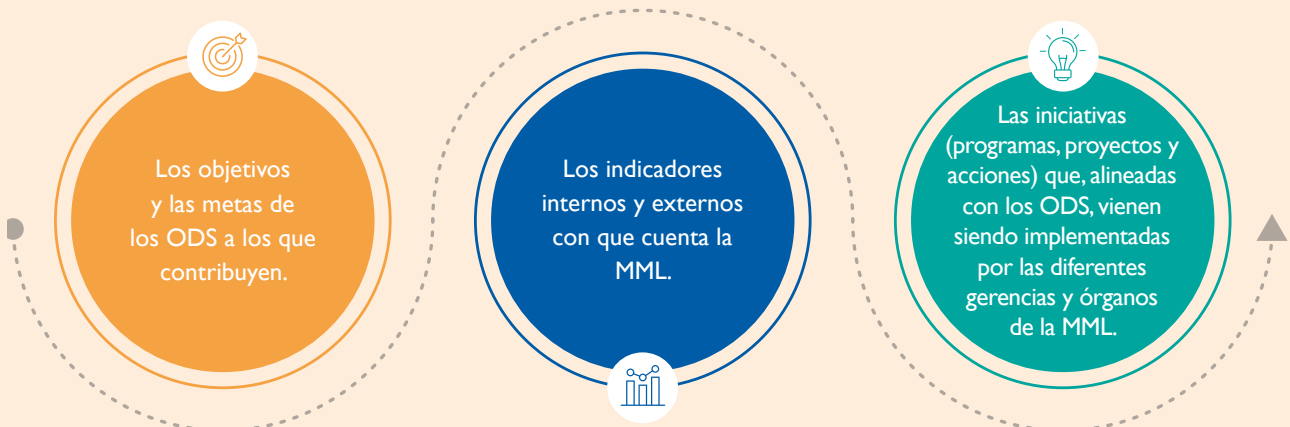 Los objetivos
y las metas de
los ODS a los que
contribuyen.
Los indicadores
internos y externos
con que cuenta la
MML.
Las iniciativas
(programas, proyectos y
acciones) que, alineadas
con los ODS, vienen
siendo implementadas
por las diferentes
gerencias y órganos
de la MML.